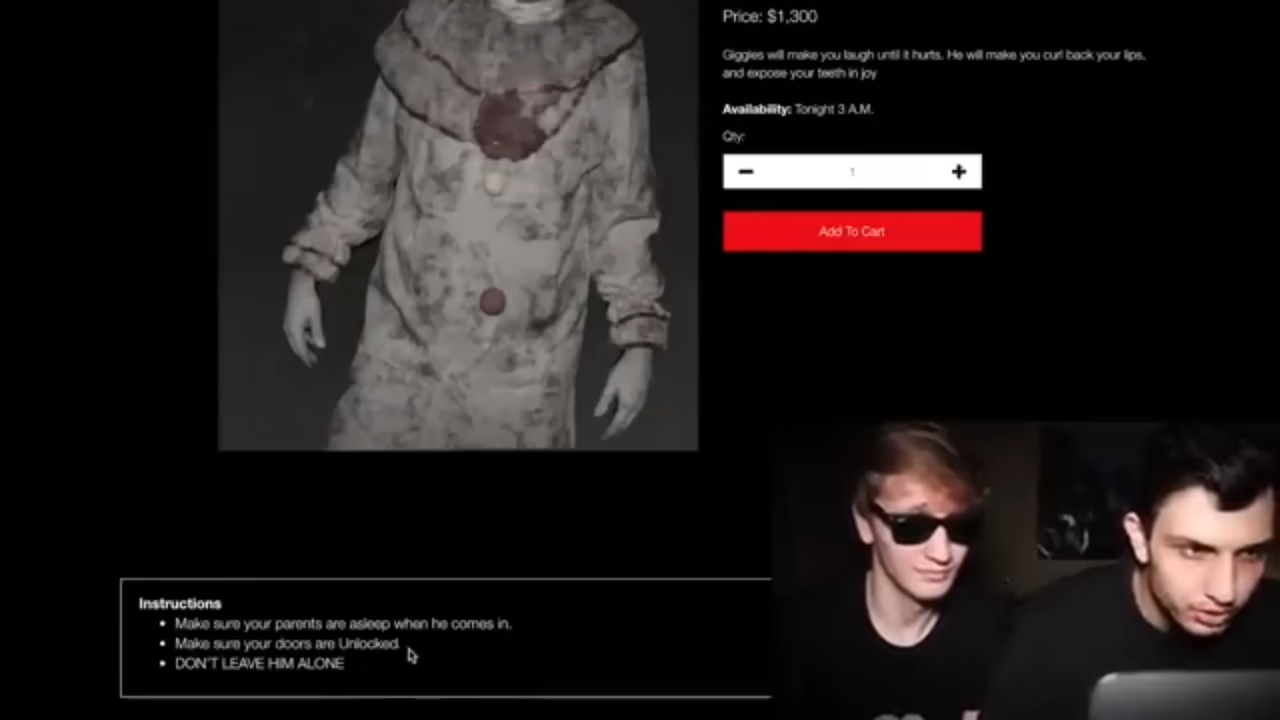 Price: $1,300
Giggles will make you laugh until it hurts. He will make you curl back your lips,
and expose your teeth in joy
Availability: Tonight 3 A.M.
Qty:
1
Add To Cart
Instructions
Make sure your parents are asleep when he comes in.
Make sure your doors are Unlocked.
DON'T LEAVE HIM ALONE